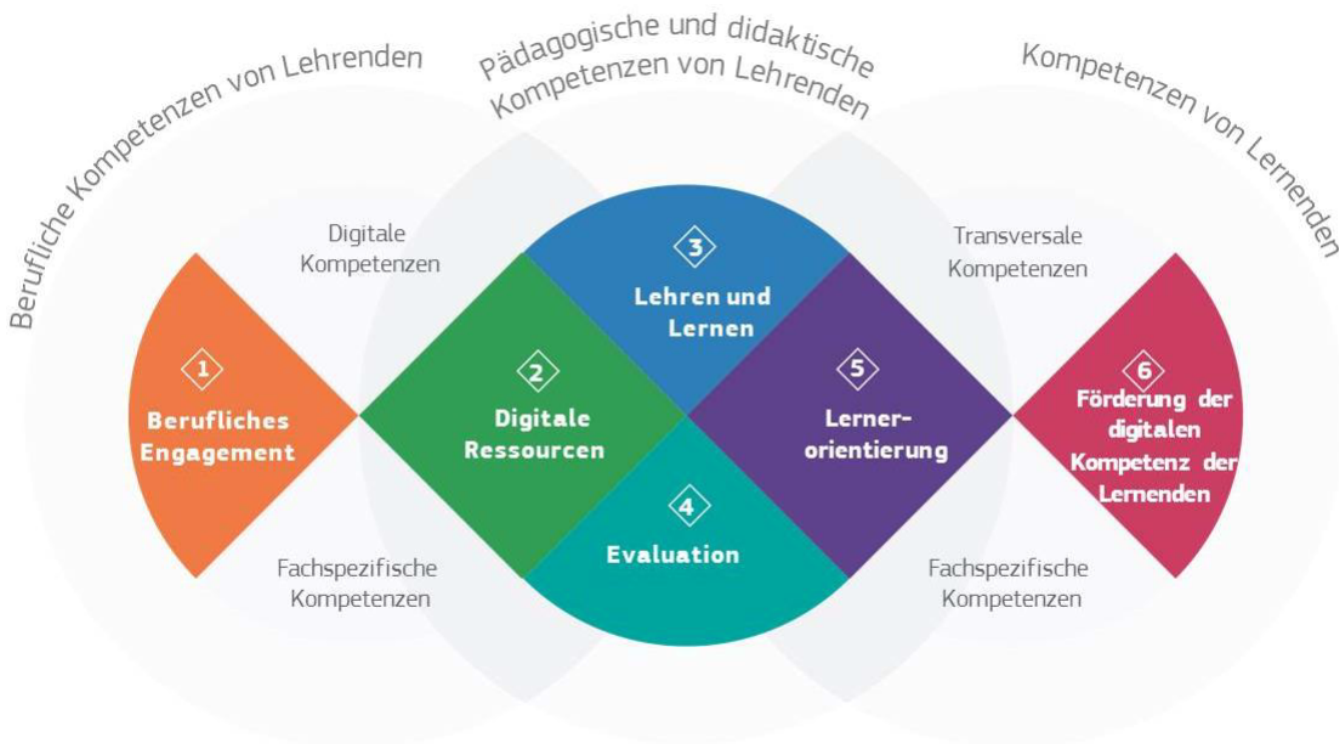 Berufliche Kompetenzen von Lehrenden
Pädagogische und didaktische
Kompetenzen von Lehrenden
Kompetenzen von Lernenden
Digitale
Kompetenzen
Transversale
Kompetenzen
1
Berufliches
Engagement
2
Digitale
Ressourcen
3
Lehren und
Lernen
4
Evaluation
5
Lerner-
orientierung
6
Förderung der
digitalen
Kompetenz der
Lernenden
Fachspezifische
Kompetenzen
Fachspezifische
Kompetenzen